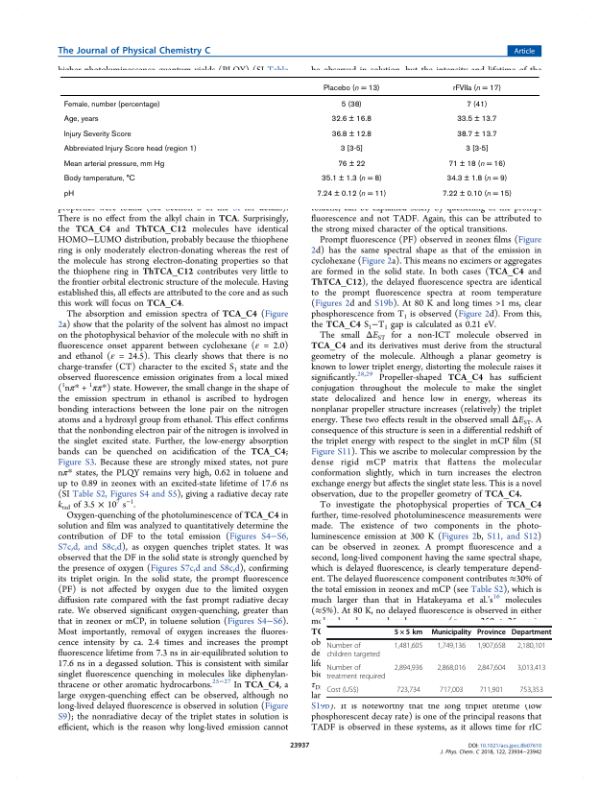 The Journal of Physical Chemistry C
Article
higher photoluminescence quantum yields (PLQY) (SI Table
be observed in solution, but the intensity and lifetime of the
Placebo (n = 13) rFVIIa (n = 17)
Female, number (percentage) 5 (38) 7 (41)
Age, years 32.6 ± 16.8 33.5 ± 13.7
Injury Severity Score 36.8 ± 12.8 38.7 ± 13.7
Abbreviated Injury Score head (region 1) 3 [3-5] 3 [3-5]
Mean arterial pressure, mm Hg 76 ± 22 71 ± 18 (n = 16)
Body temperature, °C 35.1 ± 1.3 (n = 8) 34.3 ± 1.8 (n = 9)
pH 7.24 ± 0.12 (n = 11) 7.22 ± 0.10 (n = 15)
There is no effect from the alkyl chain in TCA. Surprisingly,
the TCA_C4 and ThTCA_C12 molecules have identical
HOMO−LUMO distribution, probably because the thiophene
ring is only moderately electron-donating whereas the rest of
the molecule has strong electron-donating properties so that
the thiophene ring in ThTCA_C12 contributes very little to
the frontier orbital electronic structure of the molecule. Having
established this, all effects are attributed to the core and as such
this work will focus on TCA_C4.
The absorption and emission spectra of TCA_C4 (Figure
2a) show that the polarity of the solvent has almost no impact
on the photophysical behavior of the molecule with no shift in
fluorescence onset apparent between cyclohexane (ε = 2.0)
and ethanol (ε = 24.5). This clearly shows that there is no
charge-transfer (CT) character to the excited S1 state and the
observed fluorescence emission originates from a local mixed
(¹nπ* + ¹ππ*) state. However, the small change in the shape of
the emission spectrum in ethanol is ascribed to hydrogen
bonding interactions between the lone pair on the nitrogen
atoms and a hydroxyl group from ethanol. This effect confirms
that the nonbonding electron pair of the nitrogen is involved in
the singlet excited state. Further, the low-energy absorption
bands can be quenched on acidification of the TCA_C4;
Figure S3. Because these are strongly mixed states, not pure
nπ* states, the PLQY remains very high, 0.62 in toluene and
up to 0.89 in zeonex with an excited-state lifetime of 17.6 ns
(SI Table S2, Figures S4 and S5), giving a radiative decay rate
krad of 3.5 × 10⁷ s⁻¹.
Oxygen-quenching of the photoluminescence of TCA_C4 in
solution and film was analyzed to quantitatively determine the
contribution of DF to the total emission (Figures S4−S6,
S7c,d, and S8c,d), as oxygen quenches triplet states. It was
observed that the DF in the solid state is strongly quenched by
the presence of oxygen (Figures S7c,d and S8c,d), confirming
its triplet origin. In the solid state, the prompt fluorescence
(PF) is not affected by oxygen due to the limited oxygen
diffusion rate compared with the fast prompt radiative decay
rate. We observed significant oxygen-quenching, greater than
that in zeonex or mCP, in toluene solution (Figures S4−S6).
Most importantly, removal of oxygen increases the fluores-
cence intensity by ca. 2.4 times and increases the prompt
fluorescence lifetime from 7.3 ns in air-equilibrated solution to
17.6 ns in a degassed solution. This is consistent with similar
singlet fluorescence quenching in molecules like diphenylan-
thracene or other aromatic hydrocarbons.²⁵⁻²⁷ In TCA_C4, a
large oxygen-quenching effect can be observed, although no
long-lived delayed fluorescence is observed in solution (Figure
S9); the nonradiative decay of the triplet states in solution is
efficient, which is the reason why long-lived emission cannot
fluorescence and not TADF. Again, this can be attributed to
the strong mixed character of the optical transitions.
Prompt fluorescence (PF) observed in zeonex films (Figure
2d) has the same spectral shape as that of the emission in
cyclohexane (Figure 2a). This means no excimers or aggregates
are formed in the solid state. In both cases (TCA_C4 and
ThTCA_C12), the delayed fluorescence spectra are identical
to the prompt fluorescence spectra at room temperature
(Figures 2d and S19b). At 80 K and long times >1 ms, clear
phosphorescence from T1 is observed (Figure 2d). From this,
the TCA_C4 S1−T1 gap is calculated as 0.21 eV.
The small ΔEST for a non-ICT molecule observed in
TCA_C4 and its derivatives must derive from the structural
geometry of the molecule. Although a planar geometry is
known to lower triplet energy, distorting the molecule raises it
significantly.²⁸,²⁹ Propeller-shaped TCA_C4 has sufficient
conjugation throughout the molecule to make the singlet
state delocalized and hence low in energy, whereas its
nonplanar propeller structure increases (relatively) the triplet
energy. These two effects result in the observed small ΔEST. A
consequence of this structure is seen in a differential redshift of
the triplet energy with respect to the singlet in mCP film (SI
Figure S11). This we ascribe to molecular compression by the
dense rigid mCP matrix that flattens the molecular
conformation slightly, which in turn increases the electron
exchange energy but affects the singlet state less. This is a novel
observation, due to the propeller geometry of TCA_C4.
To investigate the photophysical properties of TCA_C4
further, time-resolved photoluminescence measurements were
made. The existence of two components in the photo-
luminescence emission at 300 K (Figures 2b, S11, and S12)
can be observed in zeonex. A prompt fluorescence and a
second, long-lived component having the same spectral shape,
which is delayed fluorescence, is clearly temperature depend-
ent. The delayed fluorescence component contributes ≈30% of
the total emission in zeonex and mCP (see Table S2), which is
much larger than that in Hatakeyama et al.'s¹⁶ molecules
(≈5%). At 80 K, no delayed fluorescence is observed in either
5 × 5 km Municipality Province Department
Number of children targeted 1,481,605 1,749,136 1,907,658 2,180,101
Number of treatment required 2,894,936 2,868,016 2,847,604 3,013,413
Cost (US$) 723,734 717,003 711,901 753,353
S19b). It is noteworthy that the long triplet lifetime (low
phosphorescent decay rate) is one of the principal reasons that
TADF is observed in these systems, as it allows time for rIC
23937
DOI: 10.1021/acs.jpcc.8b07610
J. Phys. Chem. C 2018, 122, 23934−23942